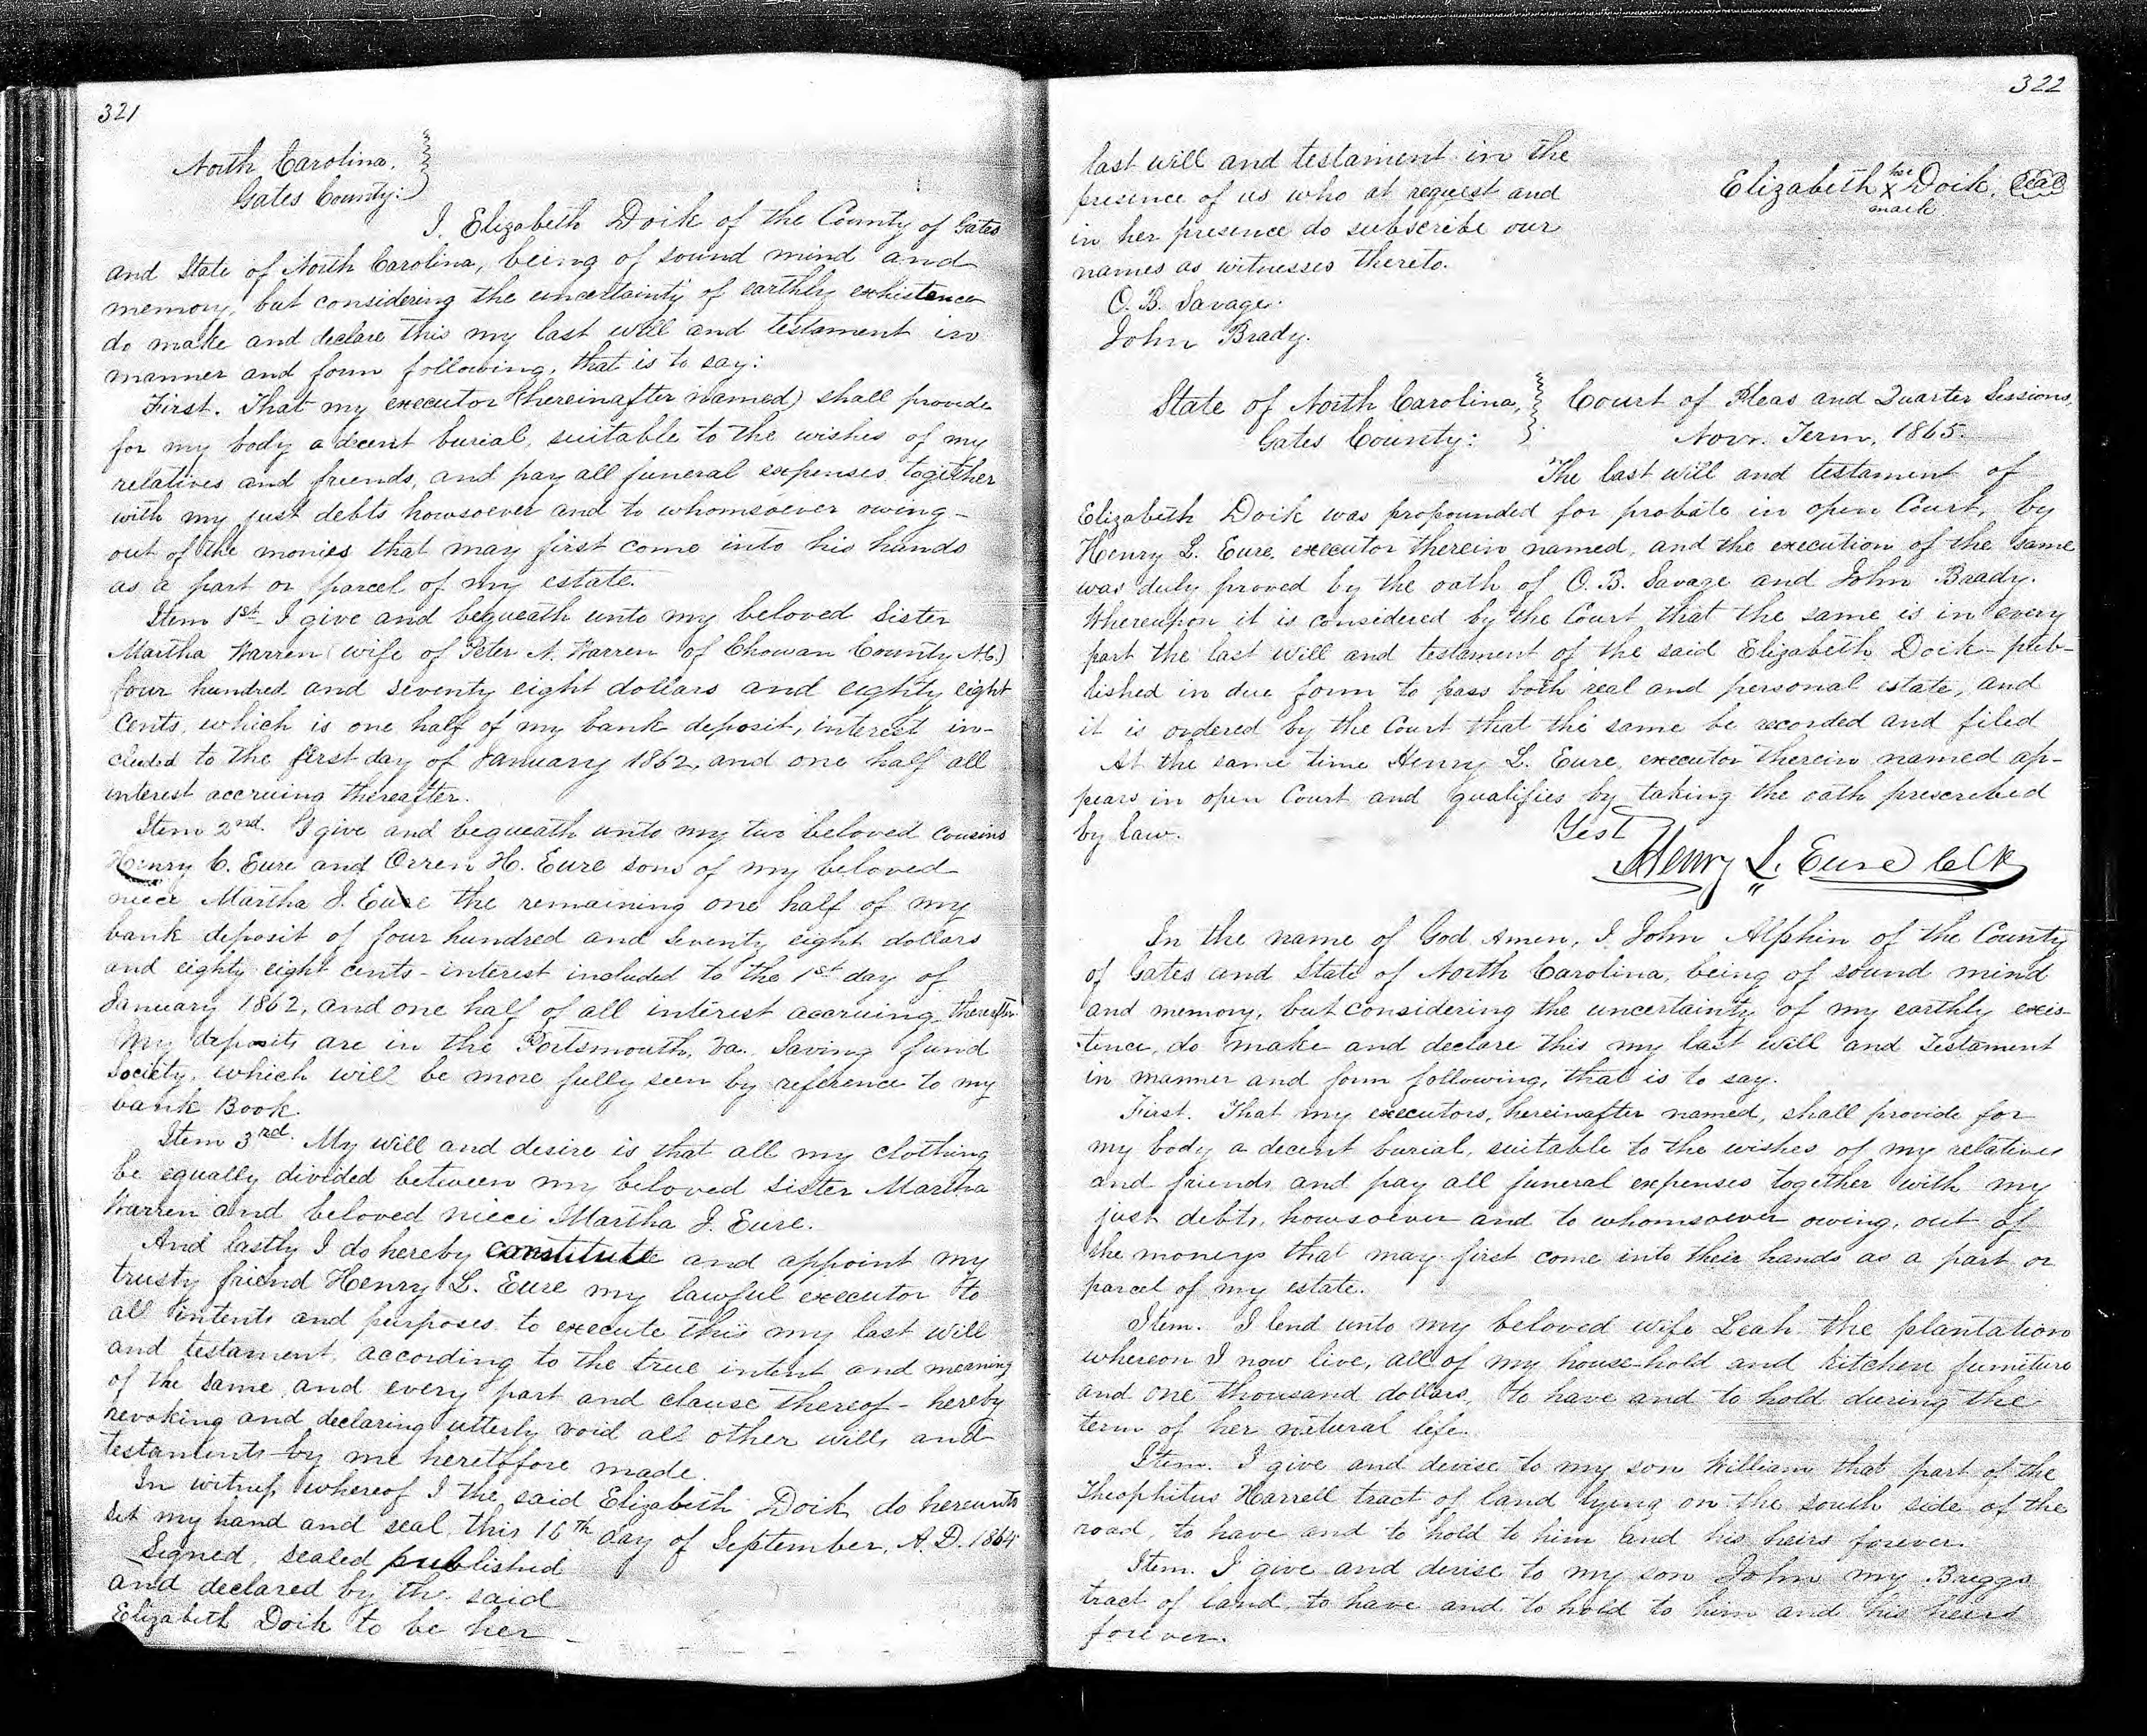 321
North Carolina,
Gates County:
I, Elizabeth Doik of the County of Gates
and State of North Carolina, being of sound mind and
memory, but considering the uncertainty of earthly exhistence
do make and declare this my last will and testament in
manner and form following, that is to say:
First. That my executor (hereinafter named) shall provide
for my body a decent burial, suitable to the wishes of my
relatives and friends, and pay all funeral expenses together
with my just debts howsoever and to whomsoever owing -
out of the monies that may first come into his hands
as a part or parcel of my estate.
Item 1st- I give and bequeath unto my beloved sister
Martha Warren (wife of Peter N. Warren of Chowan County N.C.)
four hundred and seventy eight dollars and eighty eight
cents, which is one half of my bank deposit, interest in-
cluded to the first day of January 1862, and one half all
interest accruing thereafter.
Item 2nd. I give and bequeath unto my two beloved cousins
Henry C. Eure and Orren H. Eure sons of my beloved
niece Martha J. Eure the remaining one half of my
bank deposit of four hundred and seventy eight dollars
and eighty eight cents - interest included to the 1st day of
January 1862, and one half of all interest accruing thereafter
My deposits are in the Portsmouth, Va. Saving fund
society, which will be more fully seen by reference to my
bank Book.
Item 3rd. My will and desire is that all my clothing
be equally divided between my beloved sister Martha
Warren and beloved niece Martha J. Eure.
And lastly I do hereby constitute and appoint my
trusty friend Henry L. Eure my lawful executor to
all intents and purposes to execute this my last will
and testament, according to the true intent and meaning
of the same, and every part and clause thereof - hereby
revoking and declaring utterly void all other wills and
testaments by me heretofore made.
In witness whereof I the said Elizabeth Doik do hereunto
set my hand and seal this 16th day of September, A.D. 1864
Signed, sealed published
and declared by the said
Elizabeth Doik to be her -
322
last will and testament in the
presence of us who at request and
in her presence do subscribe our
names as witnesses thereto.
Elizabeth her X mark Doik. Seal
O. B. Savage.
John Brady.
State of North Carolina, Court of Pleas and Quarter Sessions,
Gates County: Novr. Term, 1865.
The last will and testament of
Elizabeth Doik was propounded for probate in open Court, by
Henry L. Eure, executor therein named, and the execution of the same
was duly proved by the oath of O. B. Savage and John Brady.
Whereupon it is considered by the Court that the same is in every
part the last will and testament of the said Elizabeth Doik - pub-
lished in due form to pass both real and personal estate, and
it is ordered by the Court that the same be recorded and filed
At the same time Henry L. Eure, executor therein named ap-
pears in open Court and qualifies by taking the oath prescribed
by law.
Test
Henry L. Eure Clk
In the name of God, Amen, I, John Alphin of the County
of Gates and State of North Carolina, being of sound mind
and memory, but considering the uncertainty of my earthly exis-
tence, do make and declare this my last will and Testament
in manner and form following, that is to say.
First. That my executors, hereinafter named, shall provide for
my body a decent burial, suitable to the wishes of my relatives
and friends and pay all funeral expenses together with my
just debts, howsoever and to whomsoever owing, out of
the moneys that may first come into their hands as a part or
parcel of my estate.
Item. I lend unto my beloved wife Leah the plantation
whereon I now live, all of my house-hold and kitchen furniture
and one thousand dollars, to have and to hold during the
term of her natural life.
Item. I give and devise to my son William that part of the
Theophilus Harrell tract of land lying on the south side of the
road, to have and to hold to him and his heirs forever.
Item. I give and devise to my son John my Briggs
tract of land, to have and to hold to him and his heirs
forever.